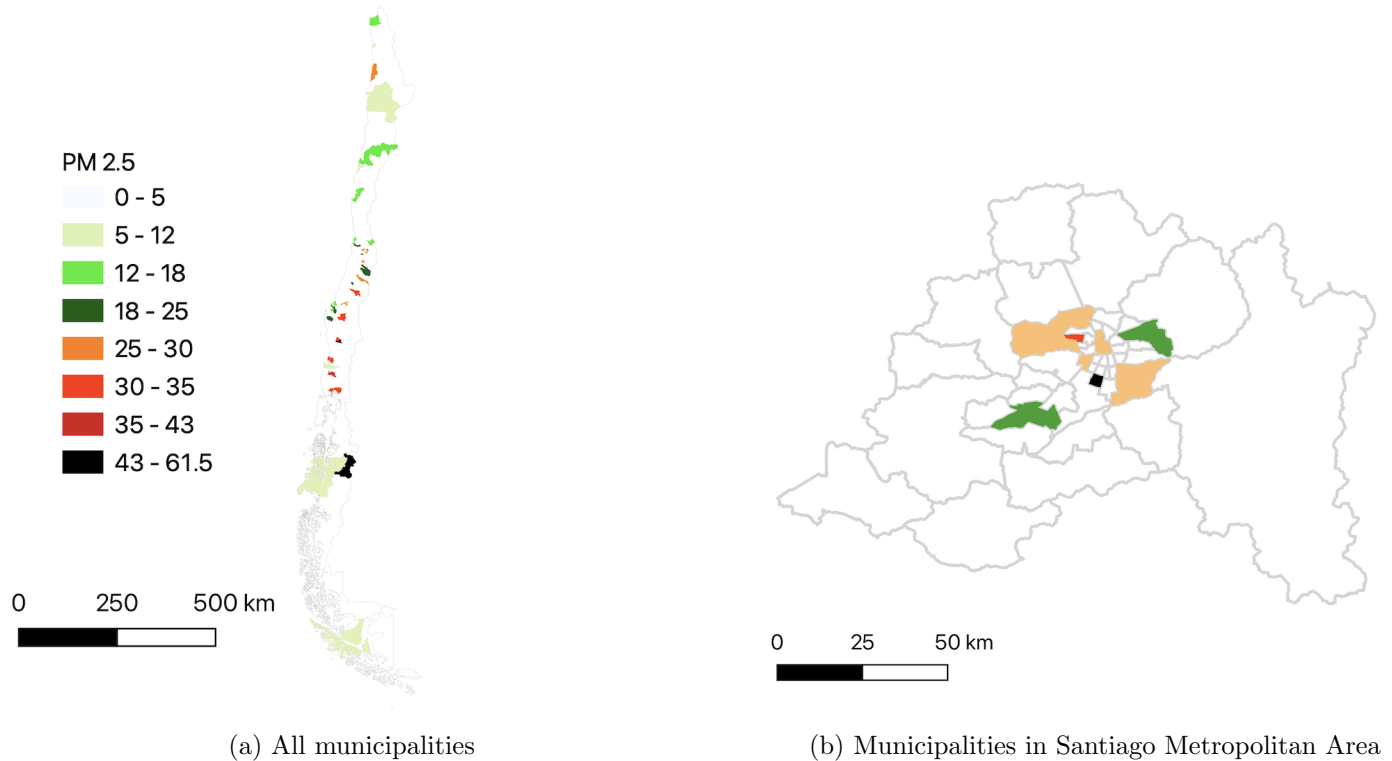 PM 2.5
0 - 5
5 - 12
12 - 18
18 - 25
25 - 30
30 - 35
35 - 43
43 - 61.5
0 250 500 km
0 25 50 km
(a) All municipalities
(b) Municipalities in Santiago Metropolitan Area